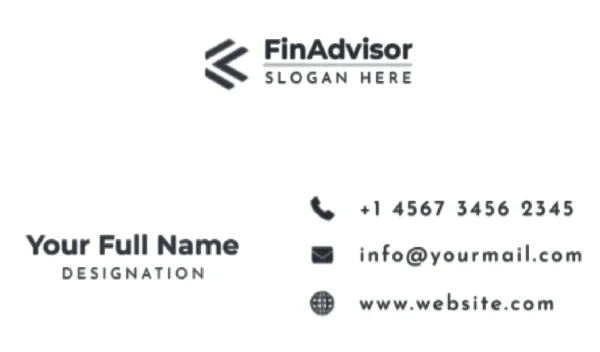 FinAdvisor
SLOGAN HERE
Your Full Name
DESIGNATION
+1 4567 3456 2345
info@yourmail.com
www.website.com